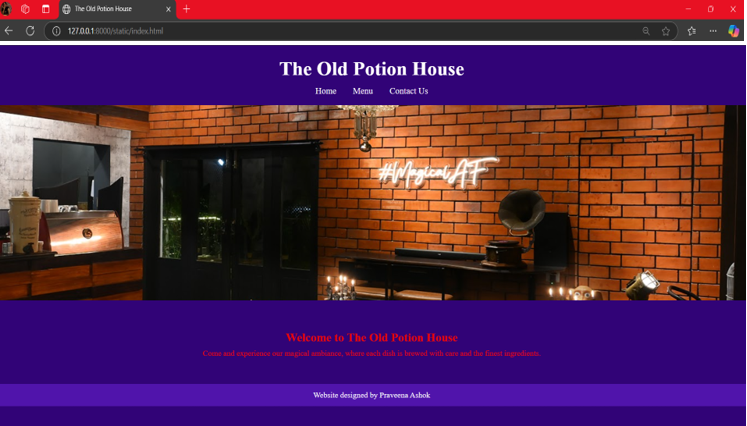 The Old Potion House
127.0.0.1:8000/static/index.html
The Old Potion House
Home Menu Contact Us
#MagicalAF
Welcome to The Old Potion House
Come and experience our magical ambiance, where each dish is brewed with care and the finest ingredients.
Website designed by Praveena Ashok